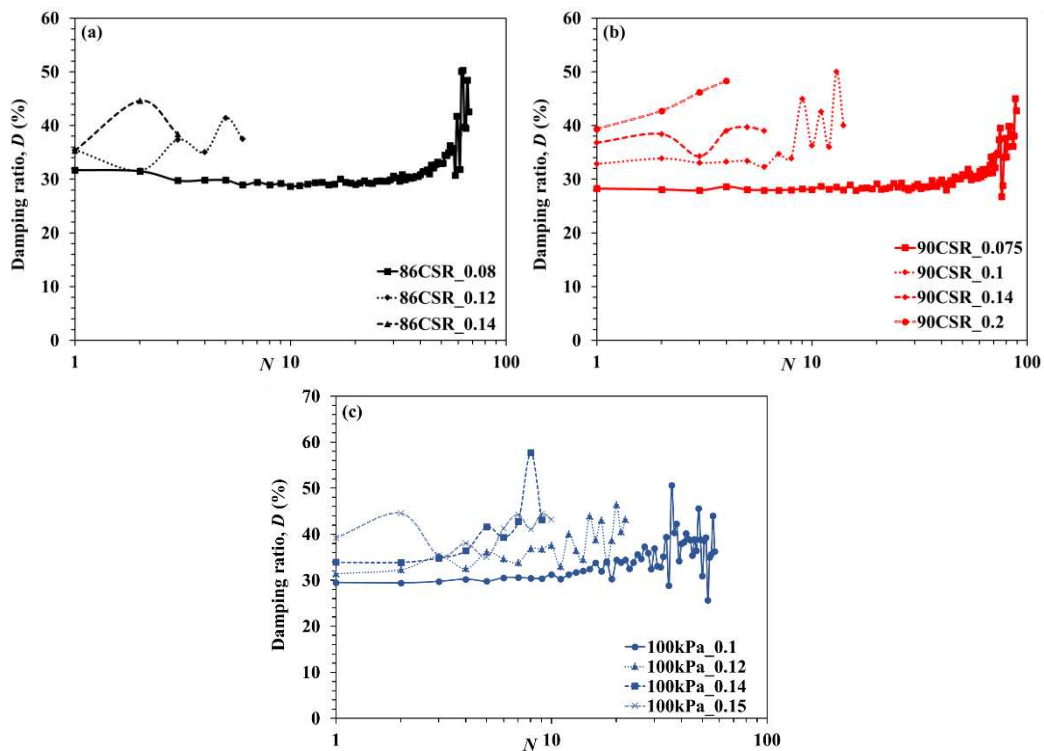 (a)
Damping ratio, D (%)
60
50
40
30
20
10
0
86CSR_0.08
86CSR_0.12
86CSR_0.14
1
N
10
100
(b)
Damping ratio, D (%)
60
50
40
30
20
10
0
90CSR_0.075
90CSR_0.1
90CSR_0.14
90CSR_0.2
1
N
10
100
(c)
Damping ratio, D (%)
70
60
50
40
30
20
10
0
100kPa_0.1
100kPa_0.12
100kPa_0.14
100kPa_0.15
1
N
10
100